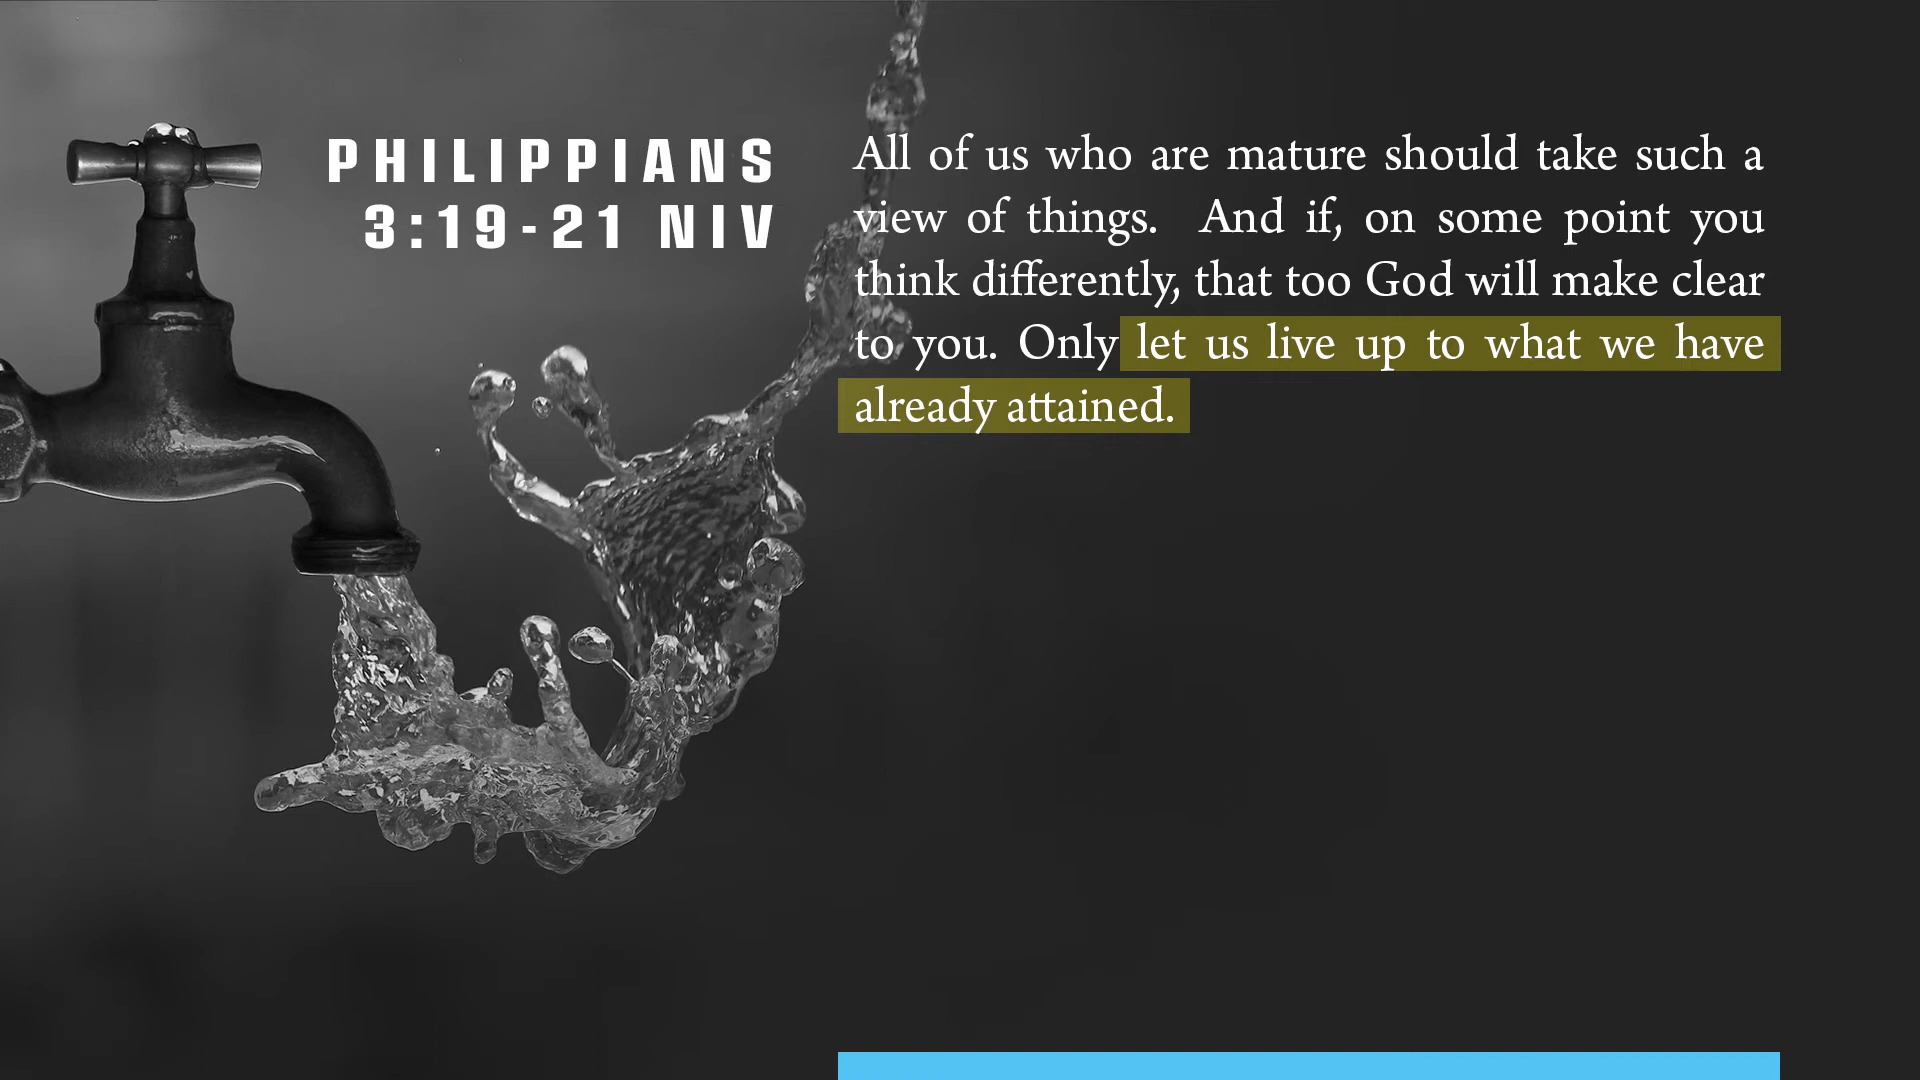 PHILIPPIANS
3:19-21 NIV
All of us who are mature should take such a
view of things.  And if, on some point you
think differently, that too God will make clear
to you. Only let us live up to what we have
already attained.